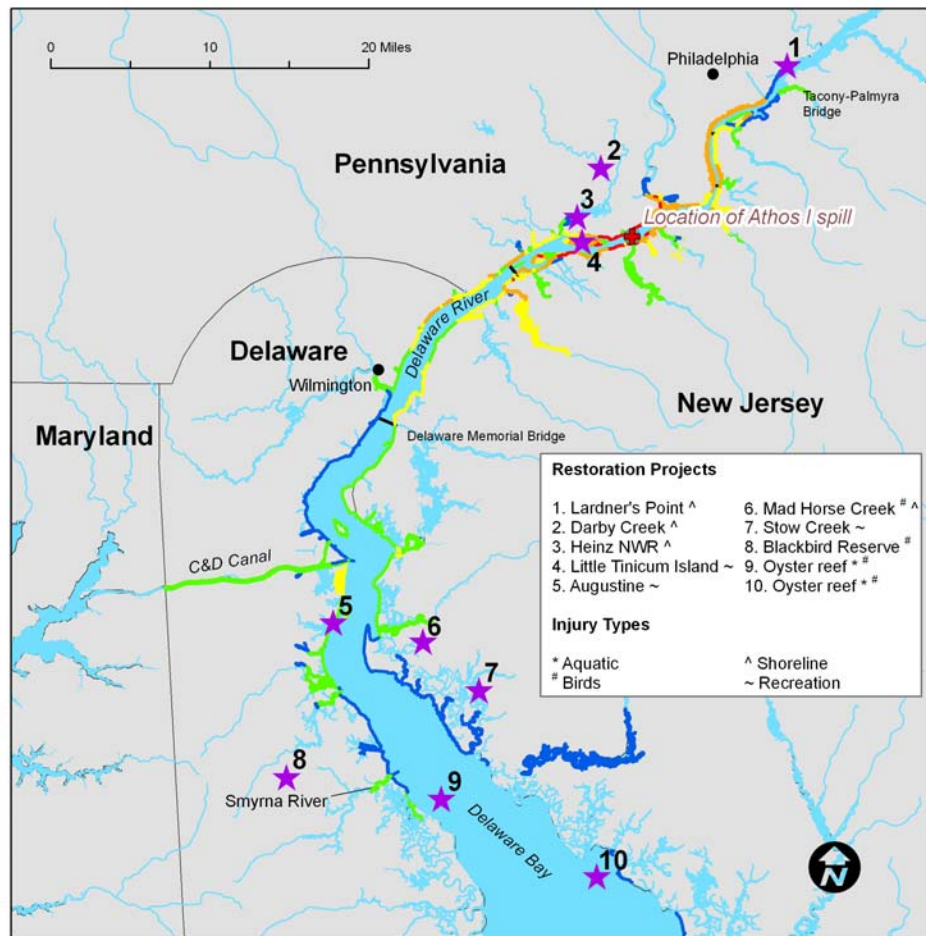 0 10 20 Miles
Philadelphia
1
Tacony-Palmyra
Bridge
2
Pennsylvania
3
Location of Athos I spill
4
Delaware River
Delaware
Wilmington
New Jersey
Maryland
Delaware Memorial Bridge
Restoration Projects
1. Lardner's Point ^
2. Darby Creek ^
3. Heinz NWR ^
4. Little Tinicum Island ~
5. Augustine ~
6. Mad Horse Creek # ^
7. Stow Creek ~
8. Blackbird Reserve #
9. Oyster reef * #
10. Oyster reef * #
Injury Types
* Aquatic
# Birds
^ Shoreline
~ Recreation
C&D Canal
5
6
7
8
Smyrna River
9
Delaware Bay
10
N